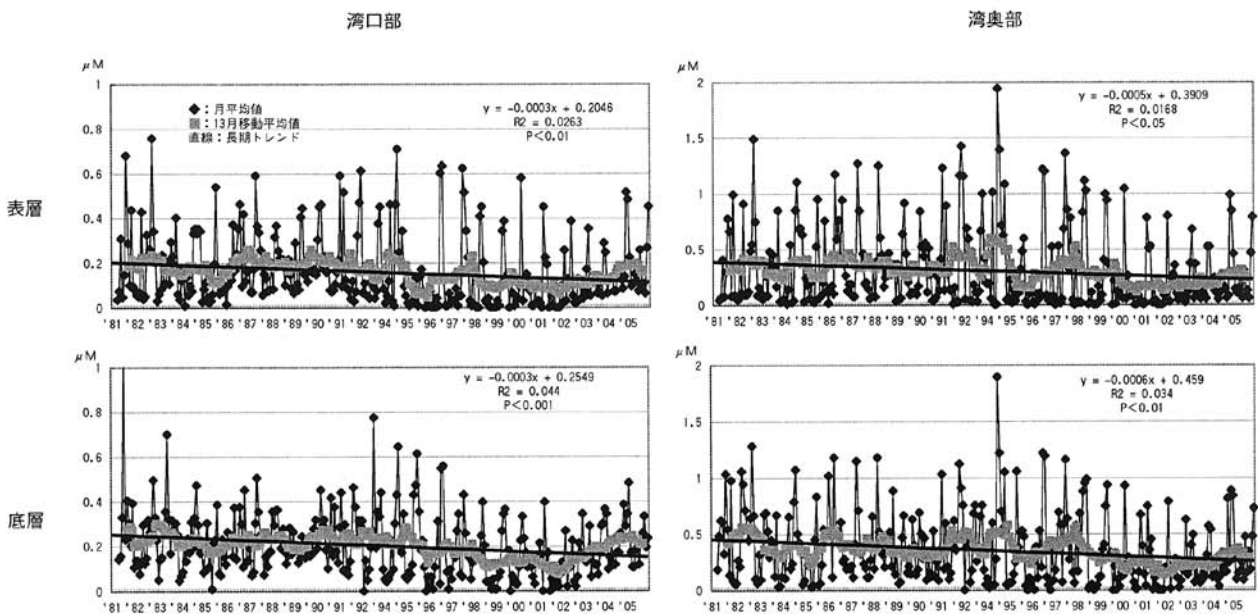 湾口部
湾奥部
表層
μM
1
0.8
0.6
0.4
0.2
0
◆：月平均値
■：13月移動平均値
直線：長期トレンド
y = -0.0003x + 0.2046
R2 = 0.0263
P<0.01
'81 '82 '83 '84 '85 '86 '87 '88 '89 '90 '91 '92 '93 '94 '95 '96 '97 '98 '99 '00 '01 '02 '03 '04 '05
μM
2
1.5
1
0.5
0
y = -0.0005x + 0.3909
R2 = 0.0168
P<0.05
'81 '82 '83 '84 '85 '86 '87 '88 '89 '90 '91 '92 '93 '94 '95 '96 '97 '98 '99 '00 '01 '02 '03 '04 '05
底層
μM
1
0.8
0.6
0.4
0.2
0
y = -0.0003x + 0.2549
R2 = 0.044
P<0.001
'81 '82 '83 '84 '85 '86 '87 '88 '89 '90 '91 '92 '93 '94 '95 '96 '97 '98 '99 '00 '01 '02 '03 '04 '05
μM
2
1.5
1
0.5
0
y = -0.0006x + 0.459
R2 = 0.034
P<0.01
'81 '82 '83 '84 '85 '86 '87 '88 '89 '90 '91 '92 '93 '94 '95 '96 '97 '98 '99 '00 '01 '02 '03 '04 '05